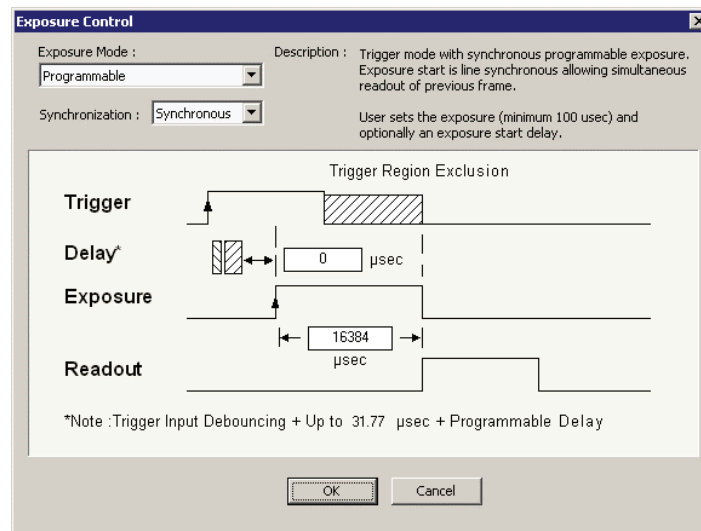 Exposure Control
Exposure Mode :
Programmable
Synchronization : Synchronous
Description : Trigger mode with synchronous programmable exposure.
Exposure start is line synchronous allowing simultaneous
readout of previous frame.
User sets the exposure (minimum 100 usec) and
optionally an exposure start delay.
Trigger Region Exclusion
Trigger
Delay*
0 µsec
Exposure
16384
µsec
Readout
*Note :Trigger Input Debouncing + Up to 31.77 µsec + Programmable Delay
OK Cancel